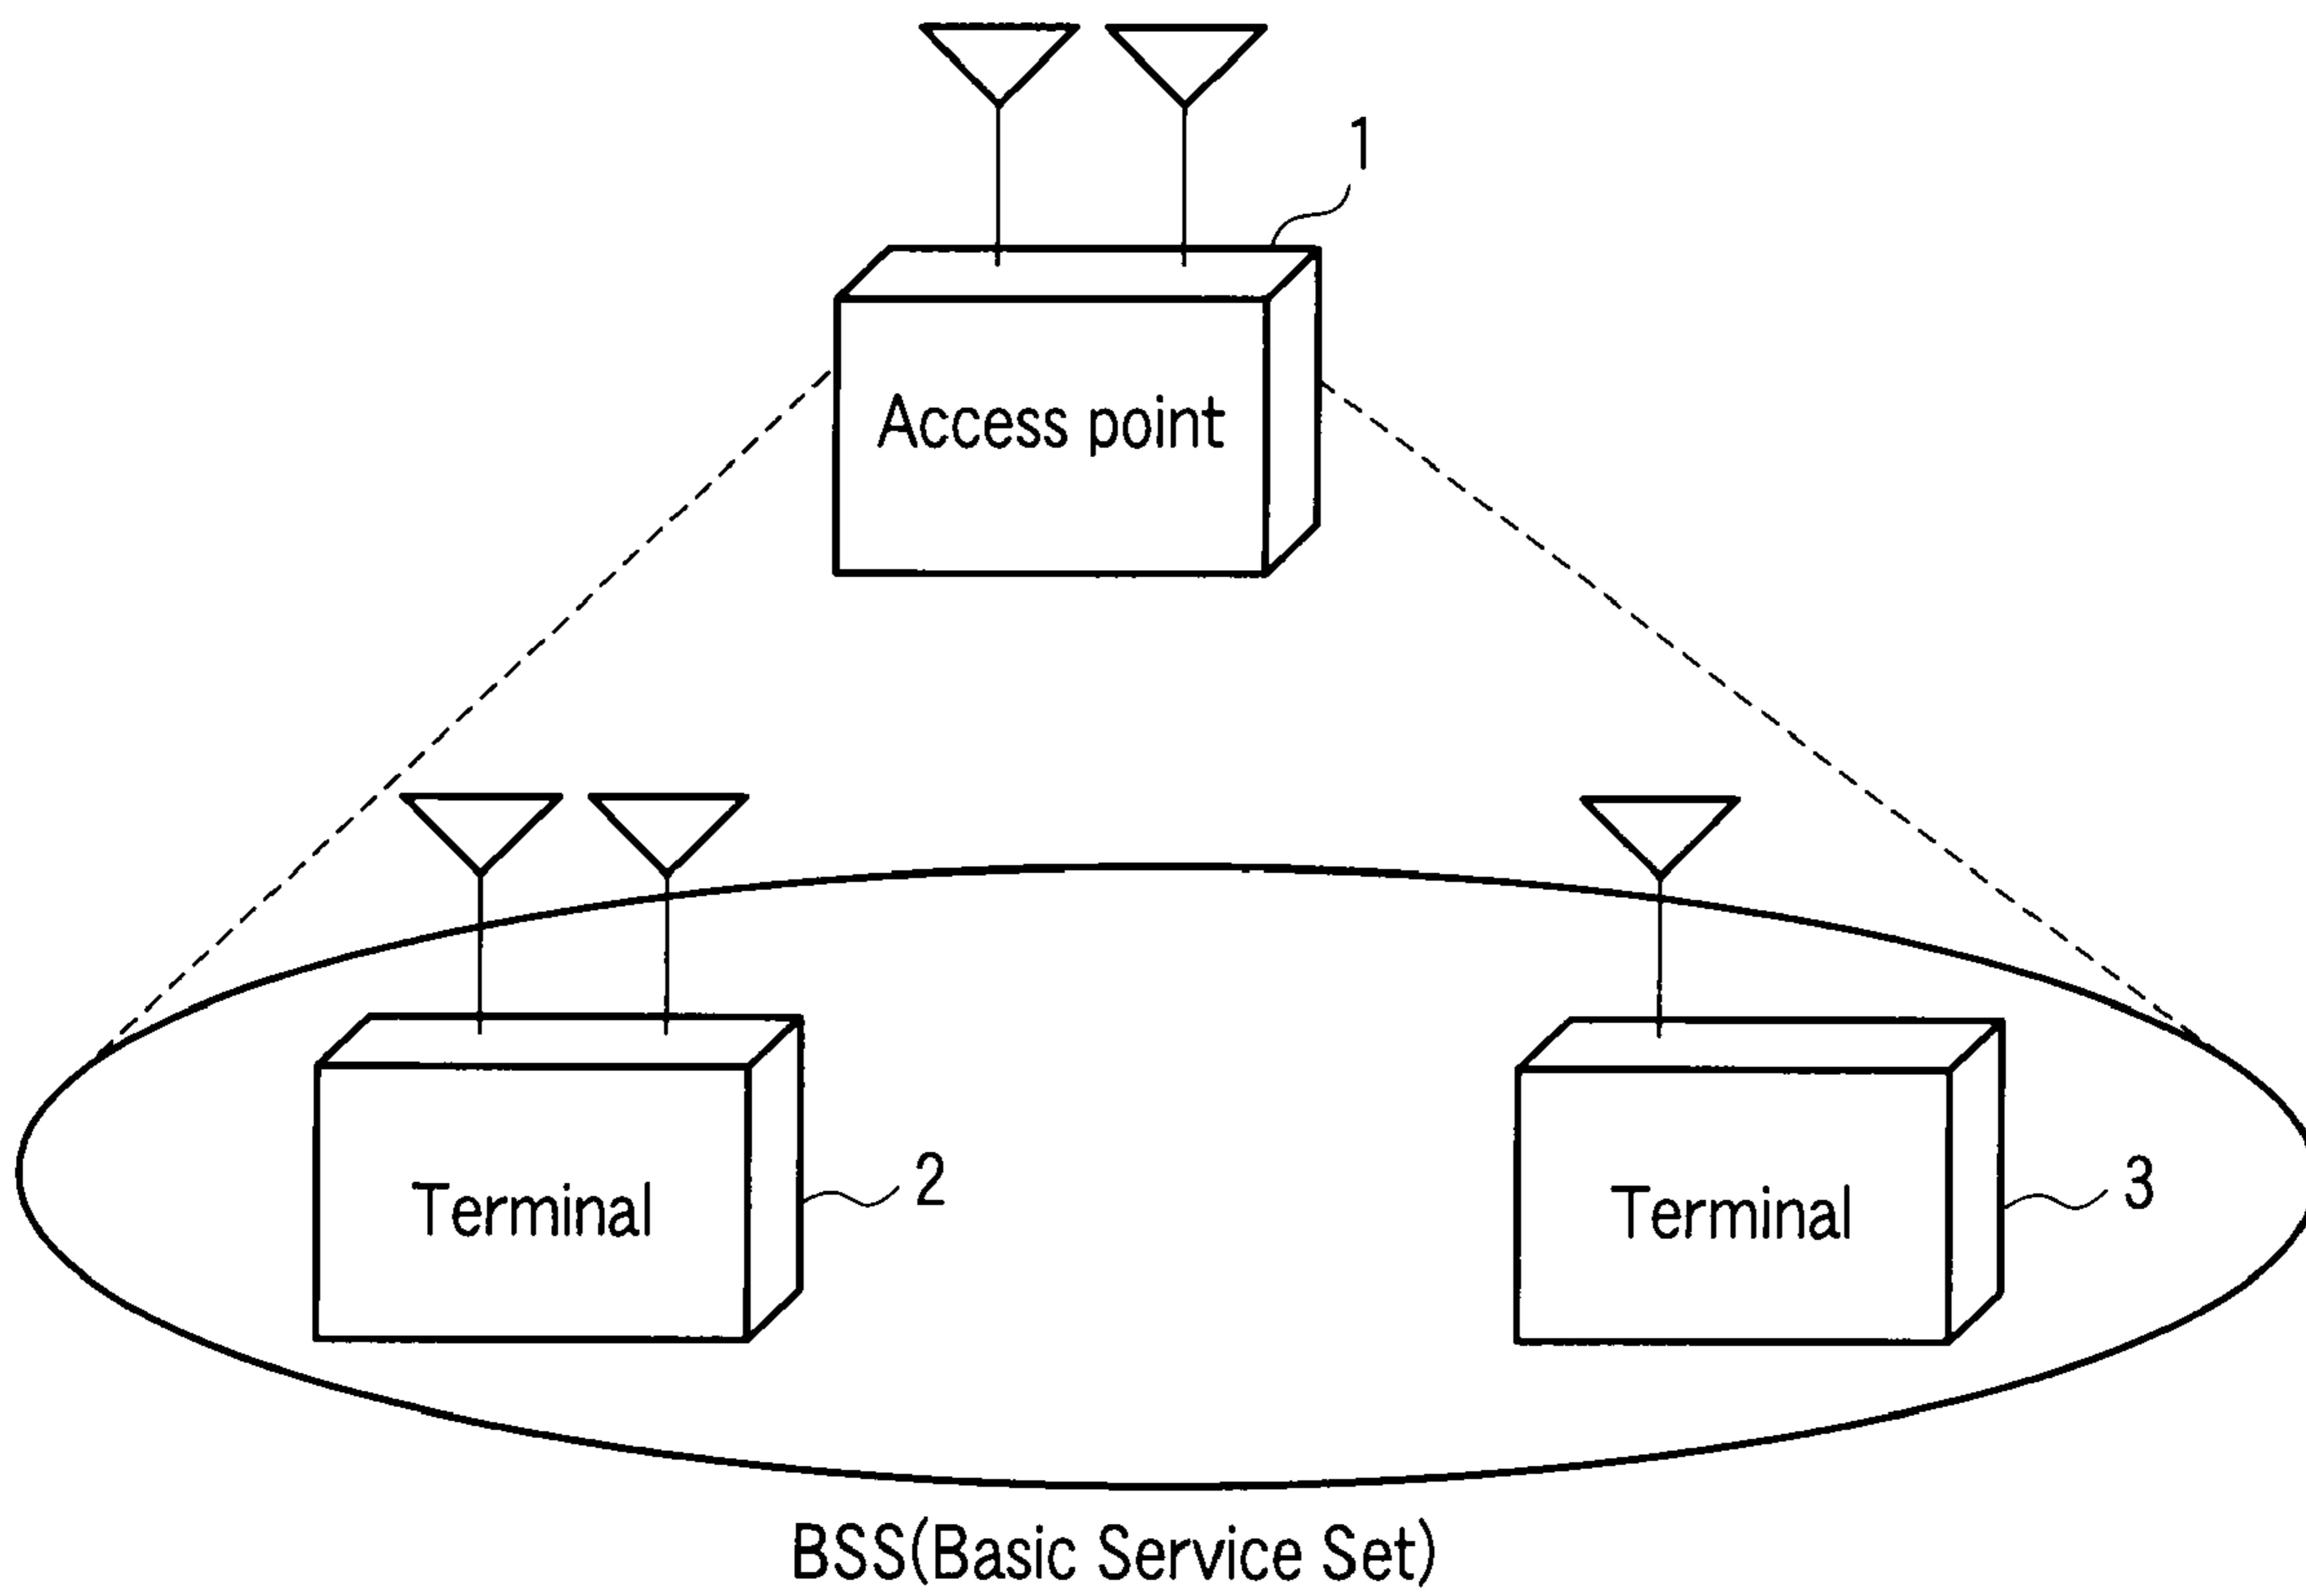 1
Access point
Terminal
2
Terminal
3
BSS(Basic Service Set)